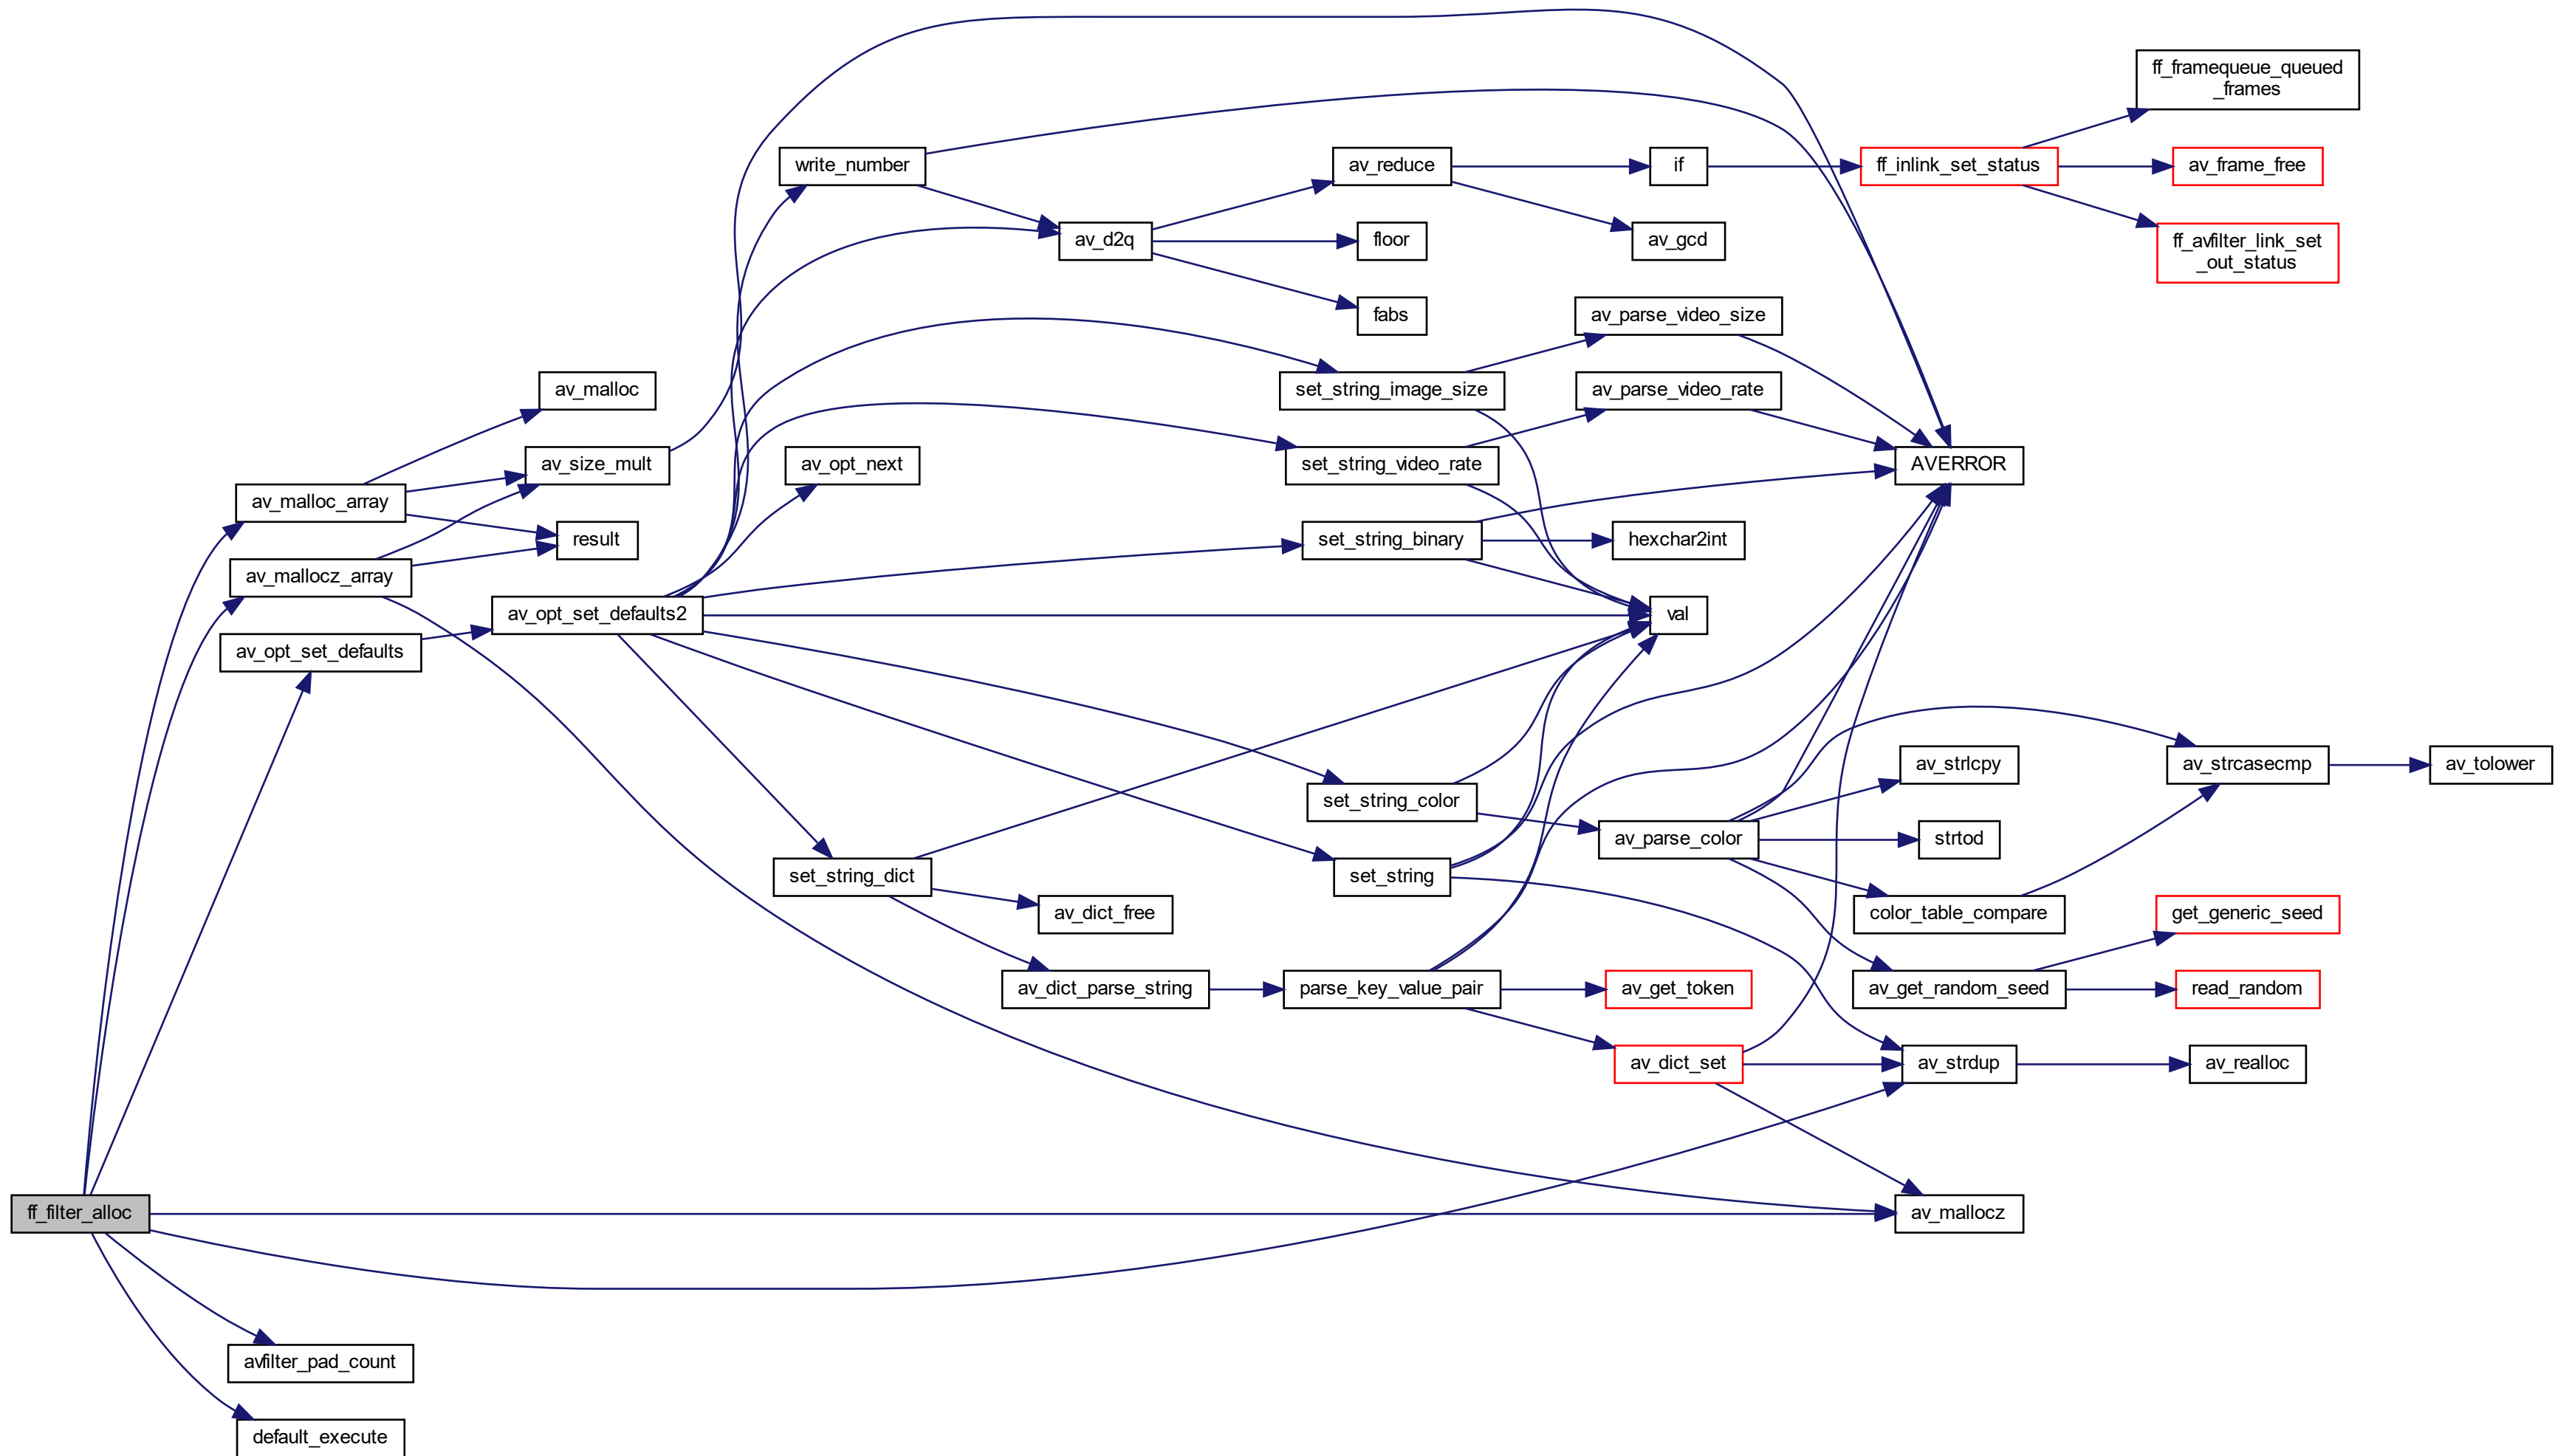 ff_framequeue_queued
_frames
write_number
av_reduce
if
ff_inlink_set_status
av_frame_free
av_d2q
floor
av_gcd
ff_avfilter_link_set
_out_status
fabs
av_parse_video_size
av_malloc
set_string_image_size
av_parse_video_rate
av_size_mult
av_opt_next
set_string_video_rate
AVERROR
av_malloc_array
result
set_string_binary
hexchar2int
av_mallocz_array
av_opt_set_defaults2
val
av_opt_set_defaults
av_strlcpy
av_strcasecmp
av_tolower
set_string_color
av_parse_color
strtod
set_string_dict
set_string
av_dict_free
color_table_compare
get_generic_seed
av_dict_parse_string
parse_key_value_pair
av_get_token
av_get_random_seed
read_random
av_dict_set
av_strdup
av_realloc
ff_filter_alloc
av_mallocz
avfilter_pad_count
default_execute